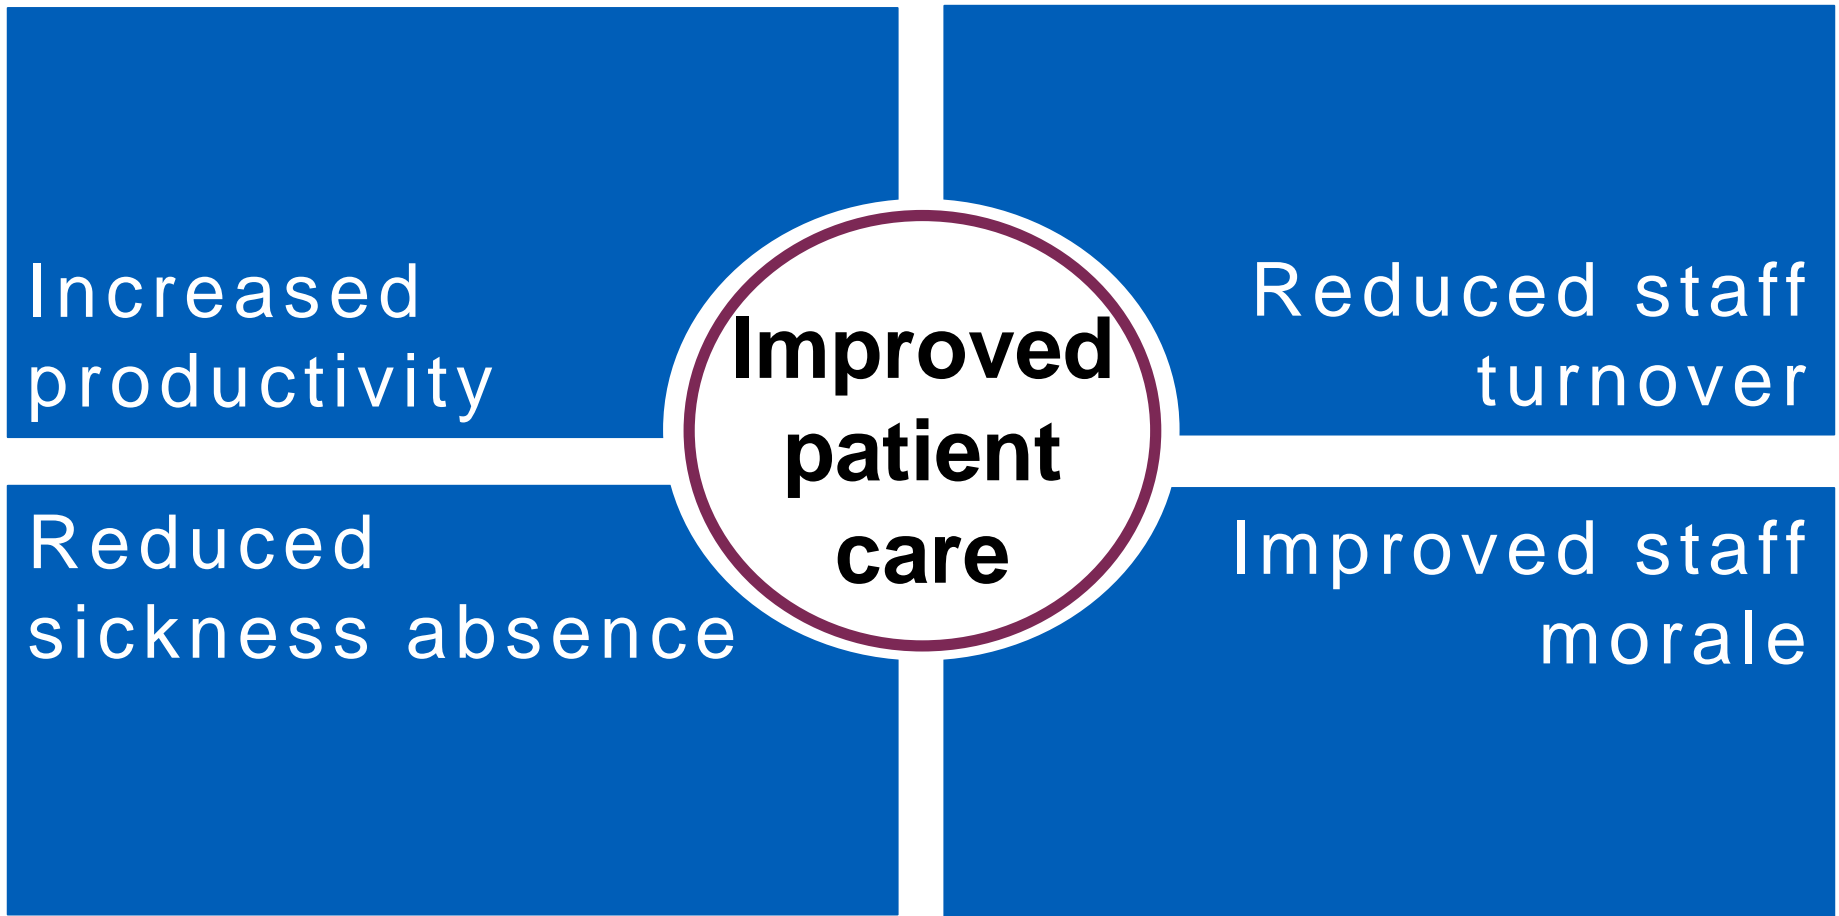 Increased
productivity
Reduced staff
turnover
Improved
patient
care
Reduced
sickness absence
Improved staff
morale